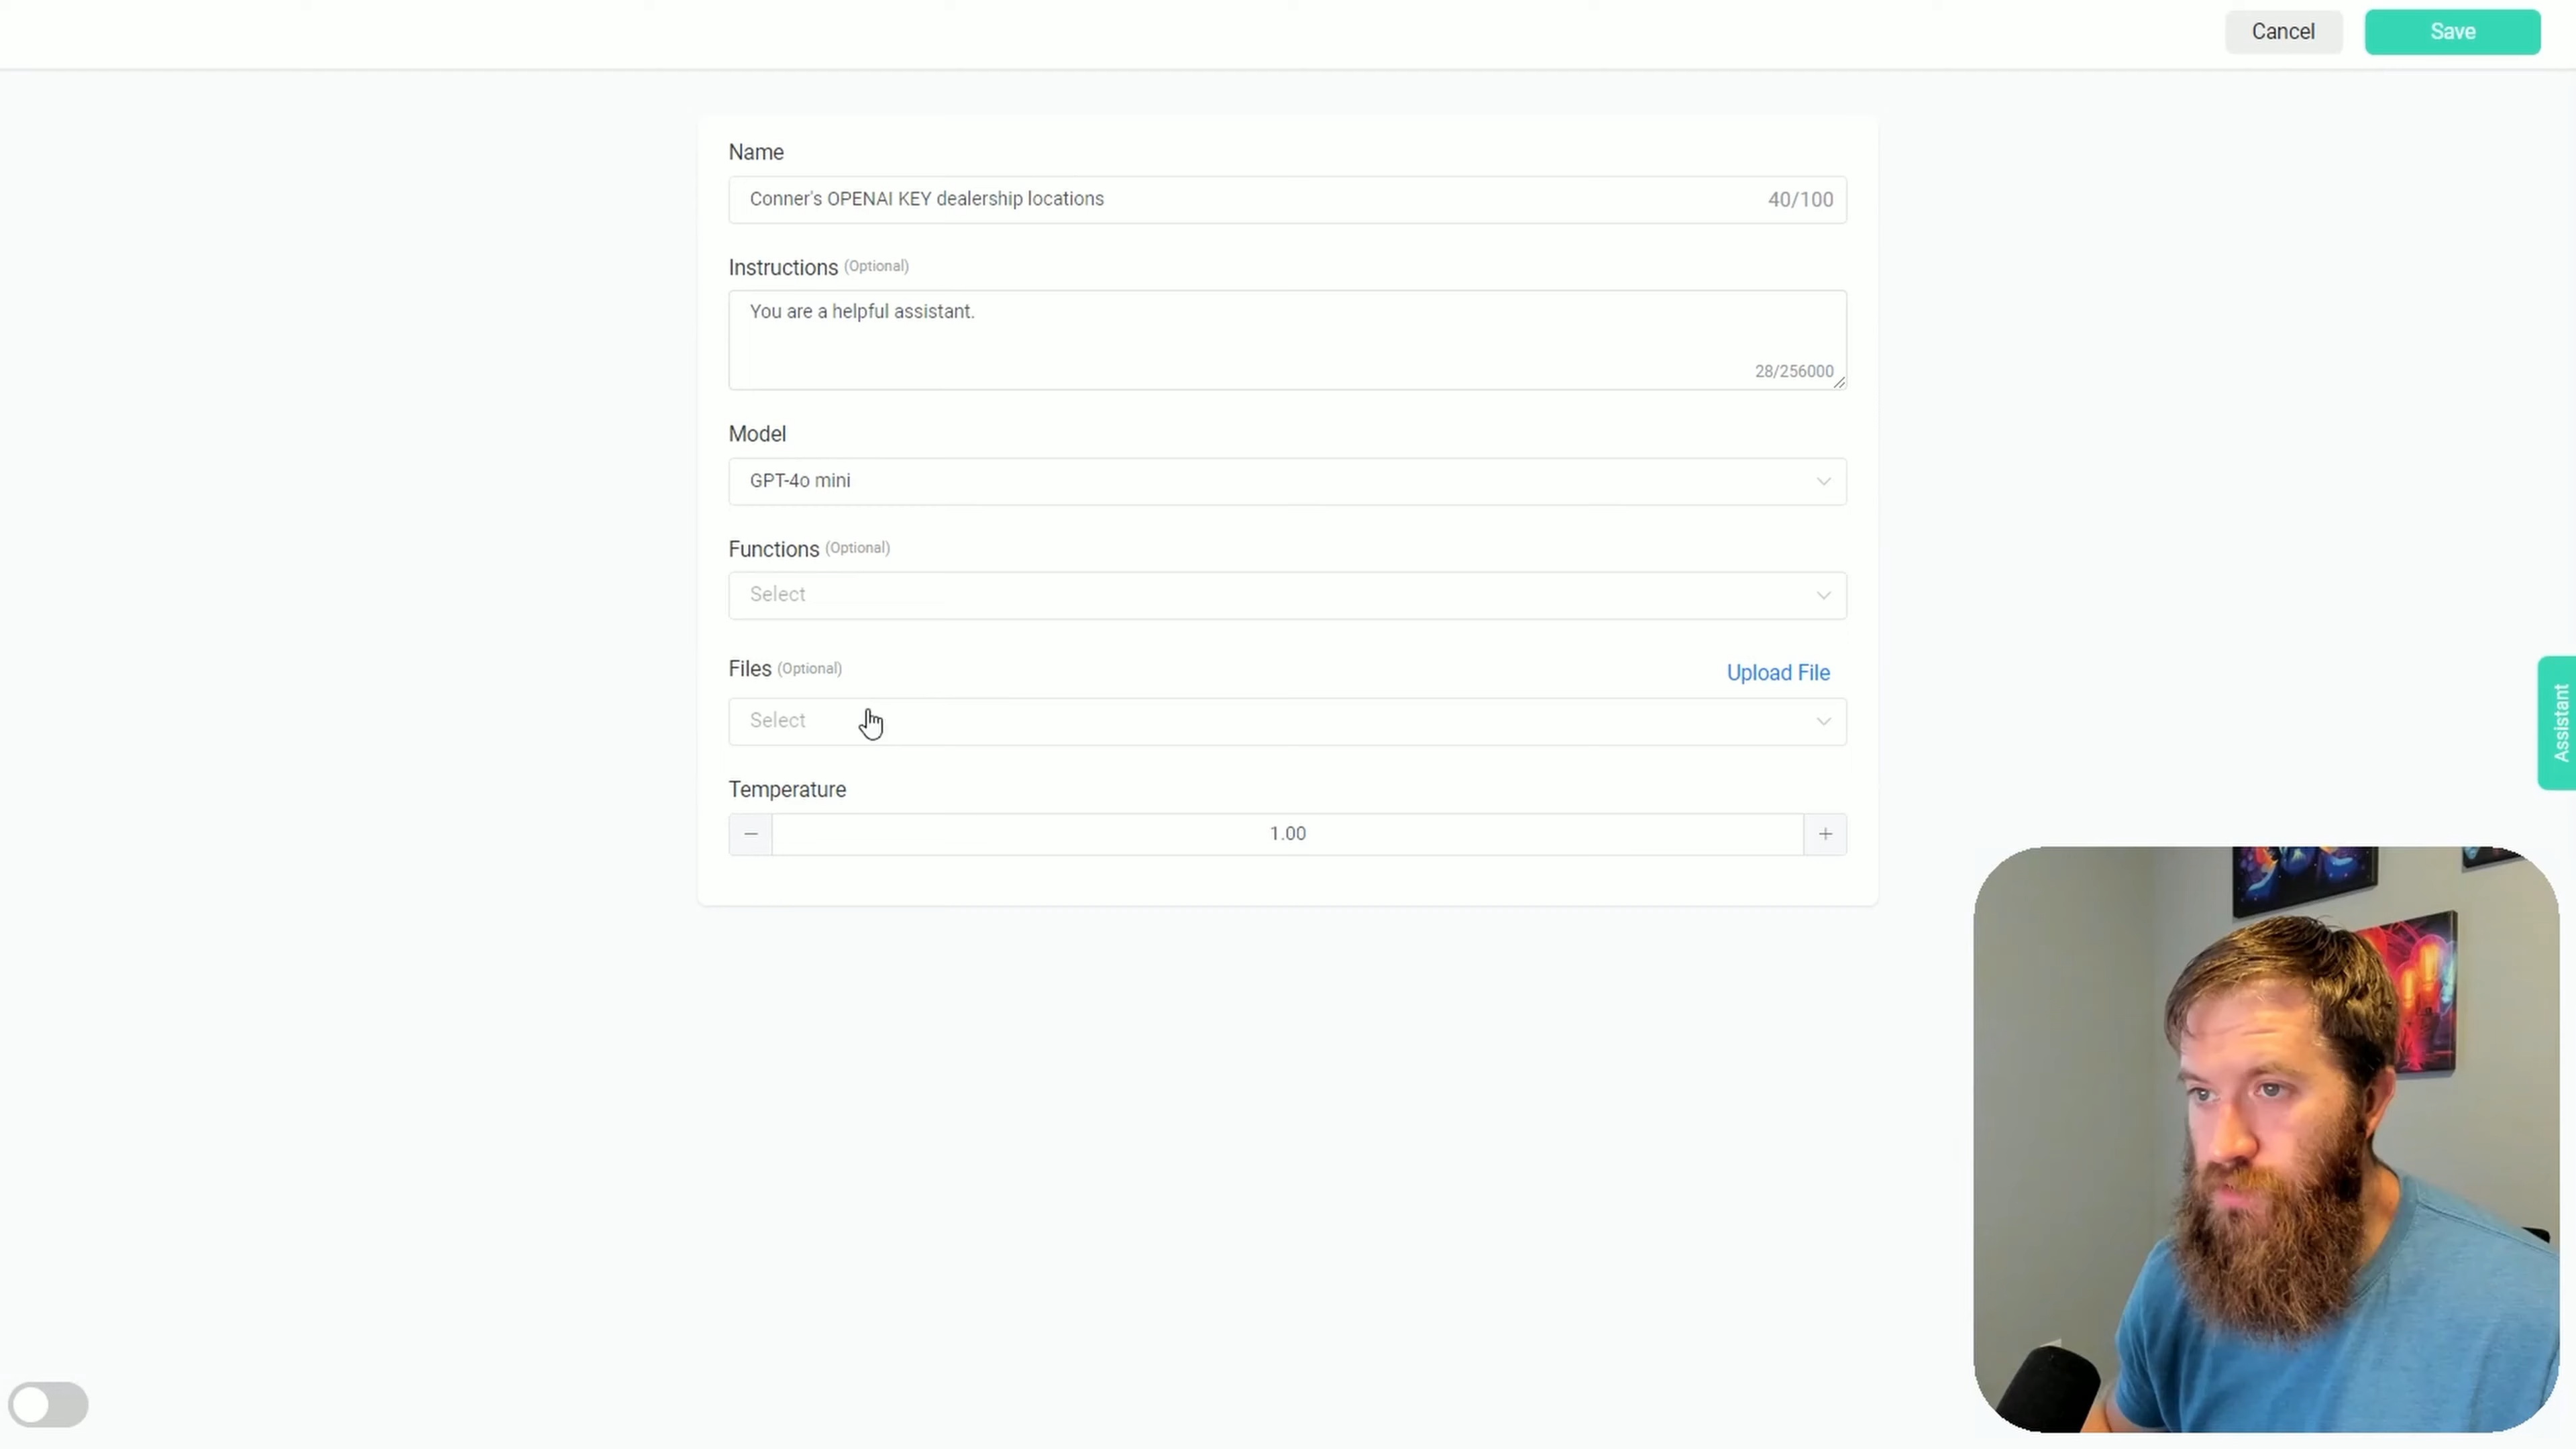 Cancel
Save
Name
Conner's OPENAI KEY dealership locations
40/100
Instructions (Optional)
You are a helpful assistant.
28/256000
Model
GPT-4o mini
Functions (Optional)
Select
Files (Optional)
Upload File
Select
Assistant
Temperature
− 1.00 +